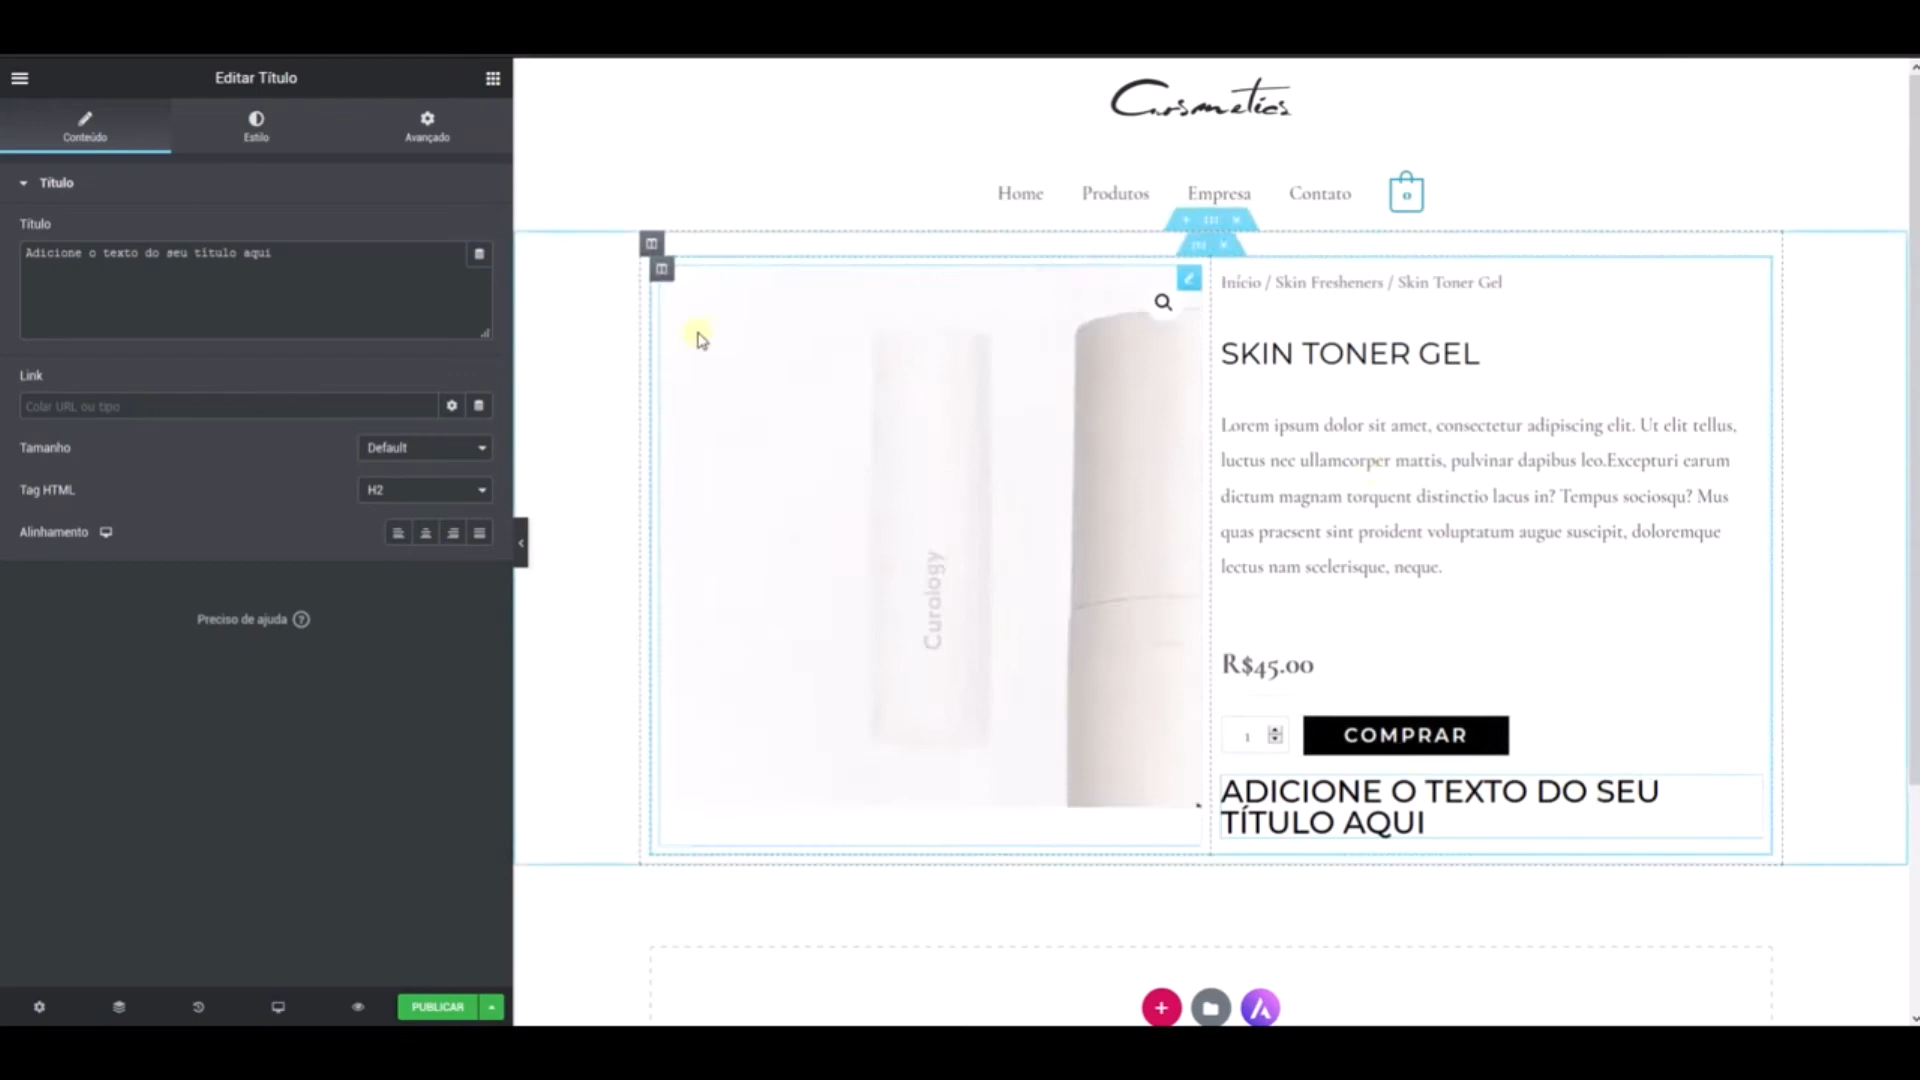 Editar Título
Conteúdo
Estilo
Avançado
Título
Título
Adicione o texto do seu título aqui
Link
Colar URL ou tipo
Tamanho
Default
Tag HTML
H2
Alinhamento
Preciso de ajuda ?
PUBLICAR
Cosmetics
Home
Produtos
Empresa
Contato
0
Início / Skin Fresheners / Skin Toner Gel
SKIN TONER GEL
Lorem ipsum dolor sit amet, consectetur adipiscing elit. Ut elit tellus,
luctus nec ullamcorper mattis, pulvinar dapibus leo.Excepturi earum
dictum magnam torquent distinctio lacus in? Tempus sociosqu? Mus
quas praesent sint proident voluptatum augue suscipit, doloremque
lectus nam scelerisque, neque.
Curology
R$45.00
1
COMPRAR
ADICIONE O TEXTO DO SEU
TÍTULO AQUI